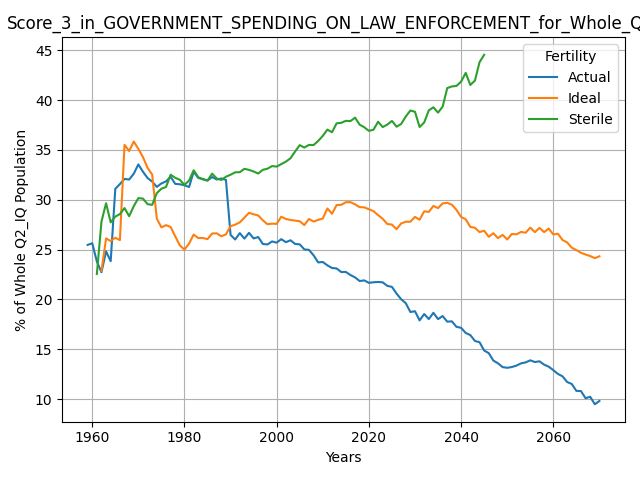 Score_3_in_GOVERNMENT_SPENDING_ON_LAW_ENFORCEMENT_for_Whole_Q
45
40
35
30
25
20
15
10
% of Whole Q2_IQ Population
Fertility
Actual
Ideal
Sterile
1960 1980 2000 2020 2040 2060
Years